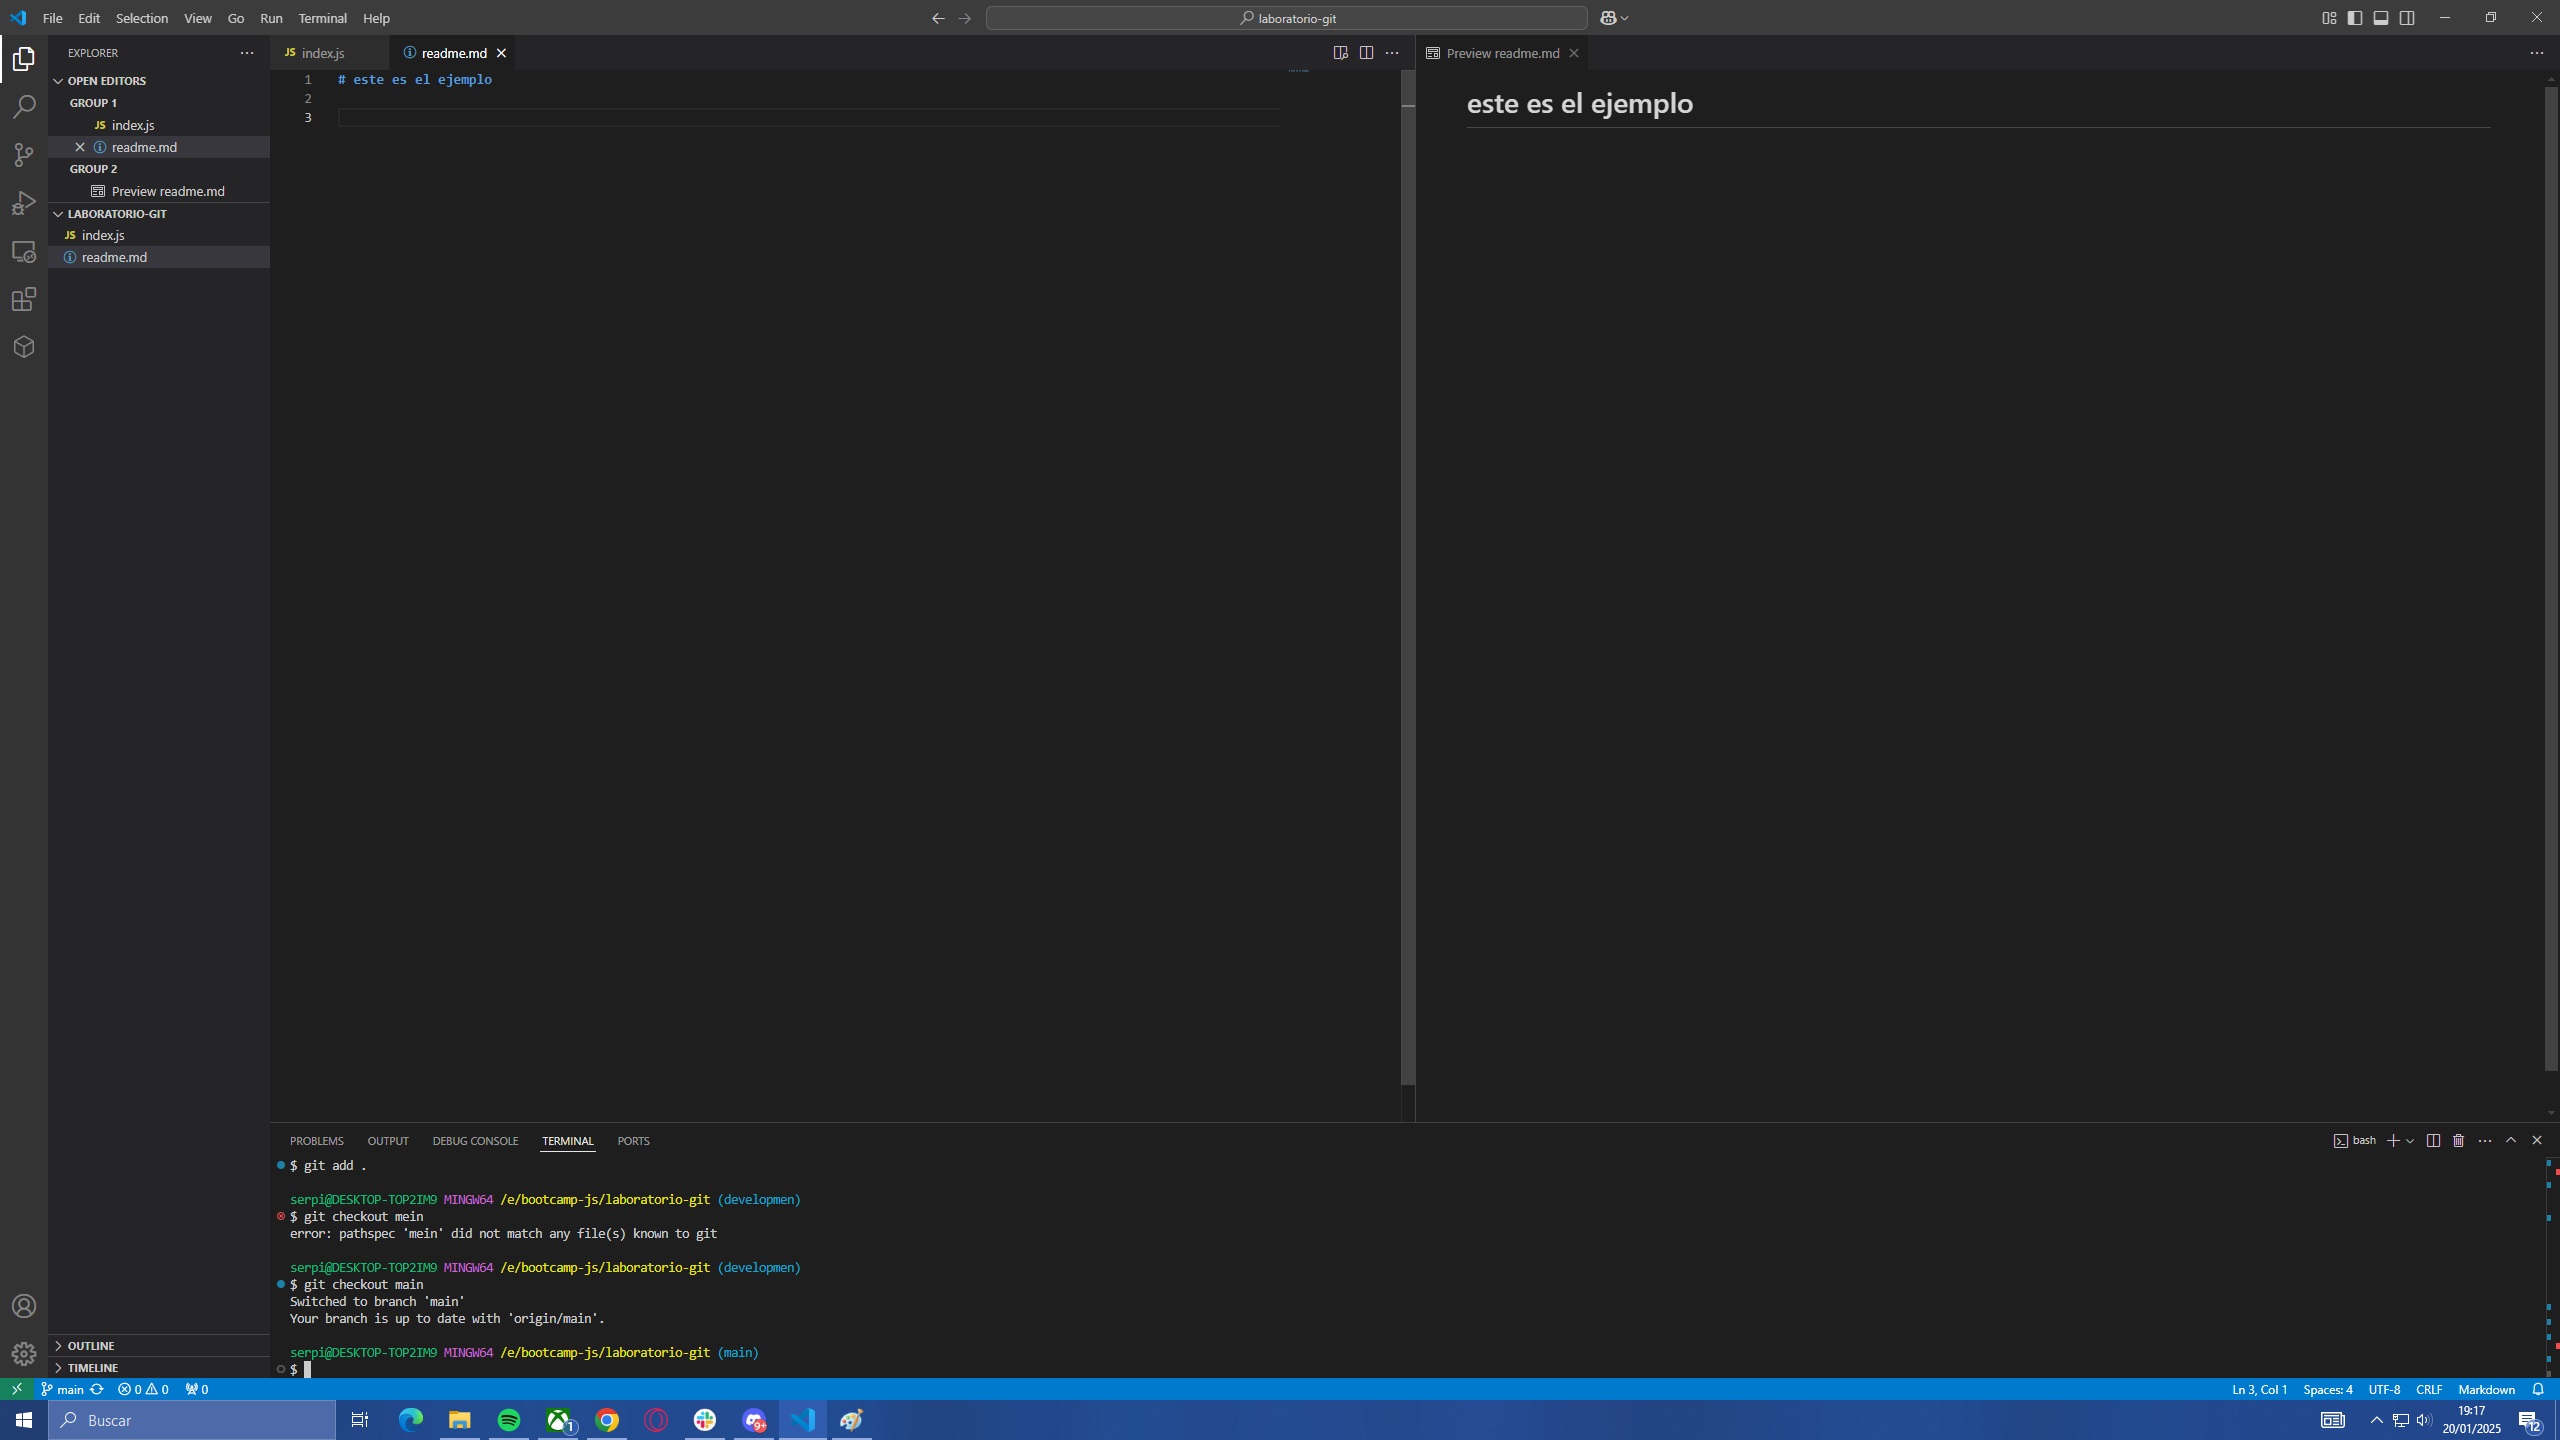 File Edit Selection View Go Run Terminal Help
laboratorio-git
EXPLORER
OPEN EDITORS
GROUP 1
JS index.js
readme.md
GROUP 2
Preview readme.md
LABORATORIO-GIT
JS index.js
readme.md
OUTLINE
TIMELINE
JS index.js
readme.md
1 # este es el ejemplo
2
3
Preview readme.md
este es el ejemplo
PROBLEMS OUTPUT DEBUG CONSOLE TERMINAL PORTS
bash
$ git add .
serpi@DESKTOP-TOP2IM9 MINGW64 /e/bootcamp-js/laboratorio-git (developmen)
$ git checkout mein
error: pathspec 'mein' did not match any file(s) known to git
serpi@DESKTOP-TOP2IM9 MINGW64 /e/bootcamp-js/laboratorio-git (developmen)
$ git checkout main
Switched to branch 'main'
Your branch is up to date with 'origin/main'.
serpi@DESKTOP-TOP2IM9 MINGW64 /e/bootcamp-js/laboratorio-git (main)
$
main 0 0 0
Ln 3, Col 1 Spaces: 4 UTF-8 CRLF Markdown
Buscar
1
9+
19:17
20/01/2025
12